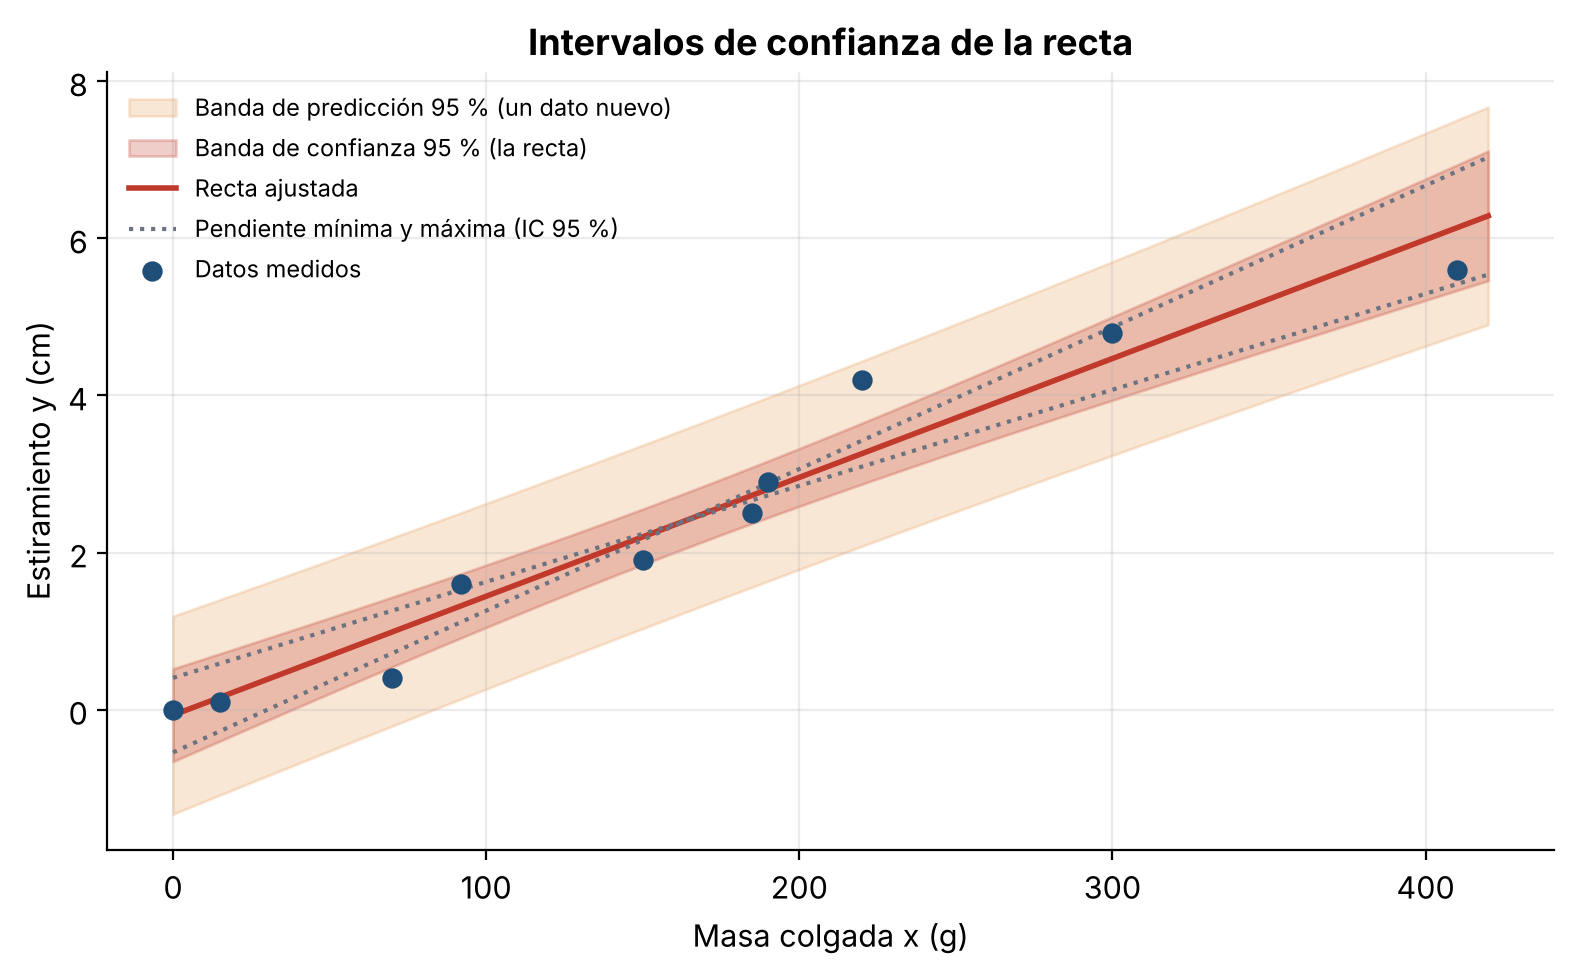 Intervalos de confianza de la recta
Banda de predicción 95 % (un dato nuevo)
Banda de confianza 95 % (la recta)
Recta ajustada
Pendiente mínima y máxima (IC 95 %)
Datos medidos
Estiramiento y (cm)
8
6
4
2
0
0 100 200 300 400
Masa colgada x (g)